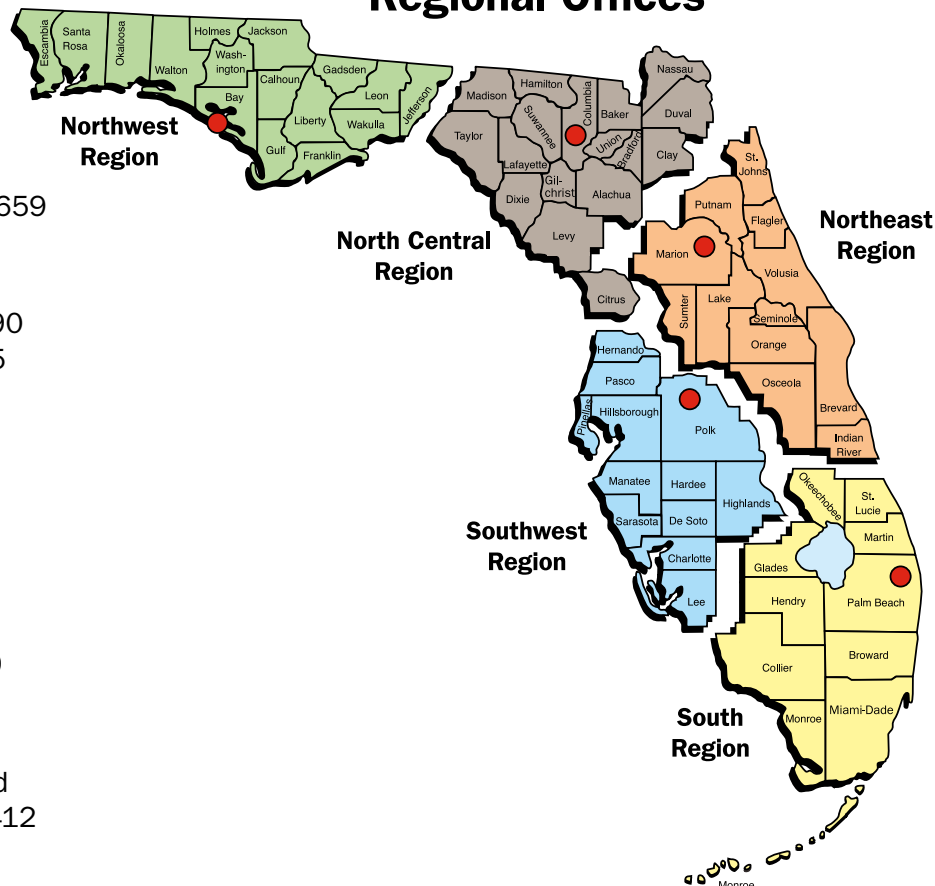 Regional Offices
Escambia
Santa
Rosa
Okaloosa
Walton
Holmes
Jackson
Wash-
ington
Bay
Calhoun
Gulf
Liberty
Gadsden
Franklin
Leon
Wakulla
Jefferson
Northwest
Region
Madison
Hamilton
Taylor
Suwannee
Columbia
Lafayette
Dixie
Gil-
christ
Levy
Citrus
Baker
Union
Bradford
Alachua
Nassau
Duval
Clay
North Central
Region
St.
Johns
Putnam
Flagler
Marion
Volusia
Sumter
Lake
Seminole
Orange
Osceola
Brevard
Indian
River
Northeast
Region
Hernando
Pasco
Pinellas
Hillsborough
Polk
Manatee
Hardee
Highlands
Sarasota
De Soto
Charlotte
Lee
Southwest
Region
Okeechobee
St.
Lucie
Martin
Glades
Hendry
Palm Beach
Collier
Broward
Monroe
Miami-Dade
South
Region
Monroe
659
90
5
d
412